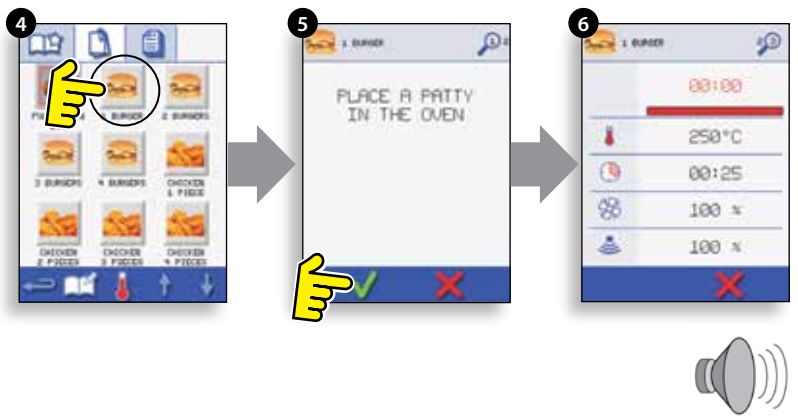 4
BURGER
2 BURGERS
3 BURGERS
4 BURGERS
CHICKEN
1 PIECE
CHICKEN
2 PIECES
CHICKEN
3 PIECES
CHICKEN
4 PIECES
5
1 BURGER
1
PLACE A PATTY
IN THE OVEN
6
1 BURGER
2
00:00
250°C
00:25
100 %
100 %